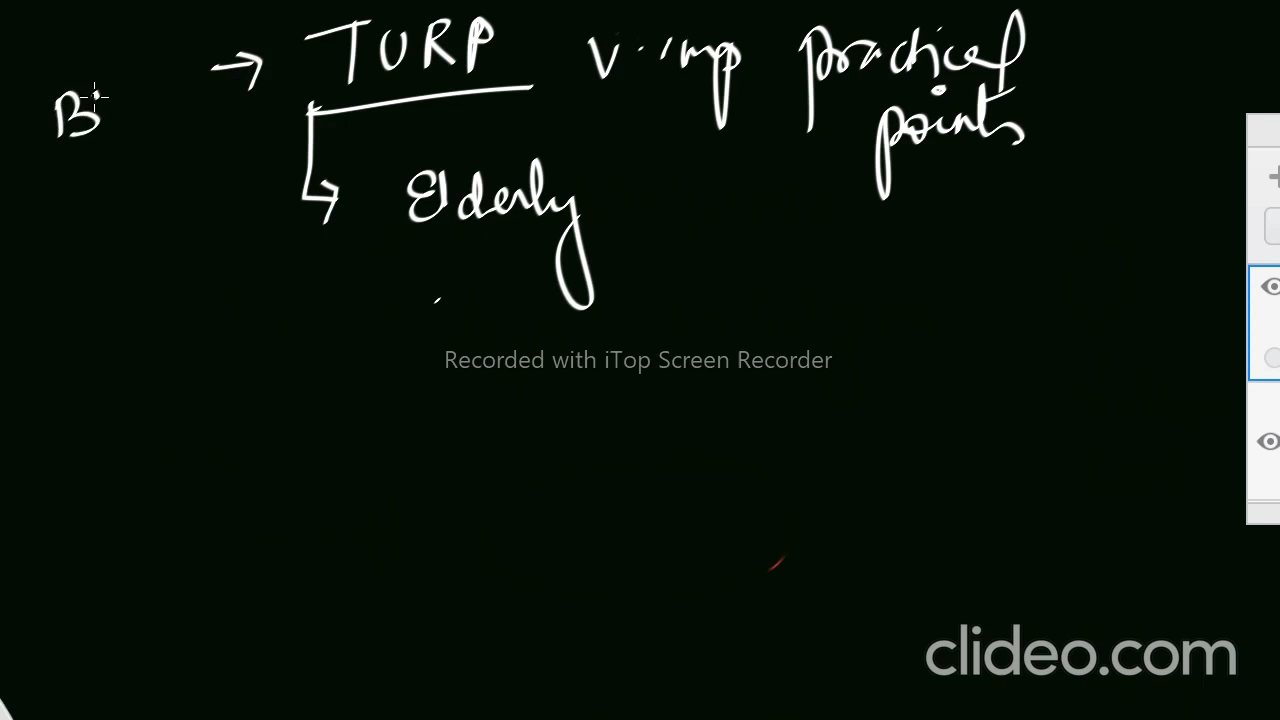 → TURP v. imp practical
points
B
↳ Elderly
Recorded with iTop Screen Recorder
clideo.com